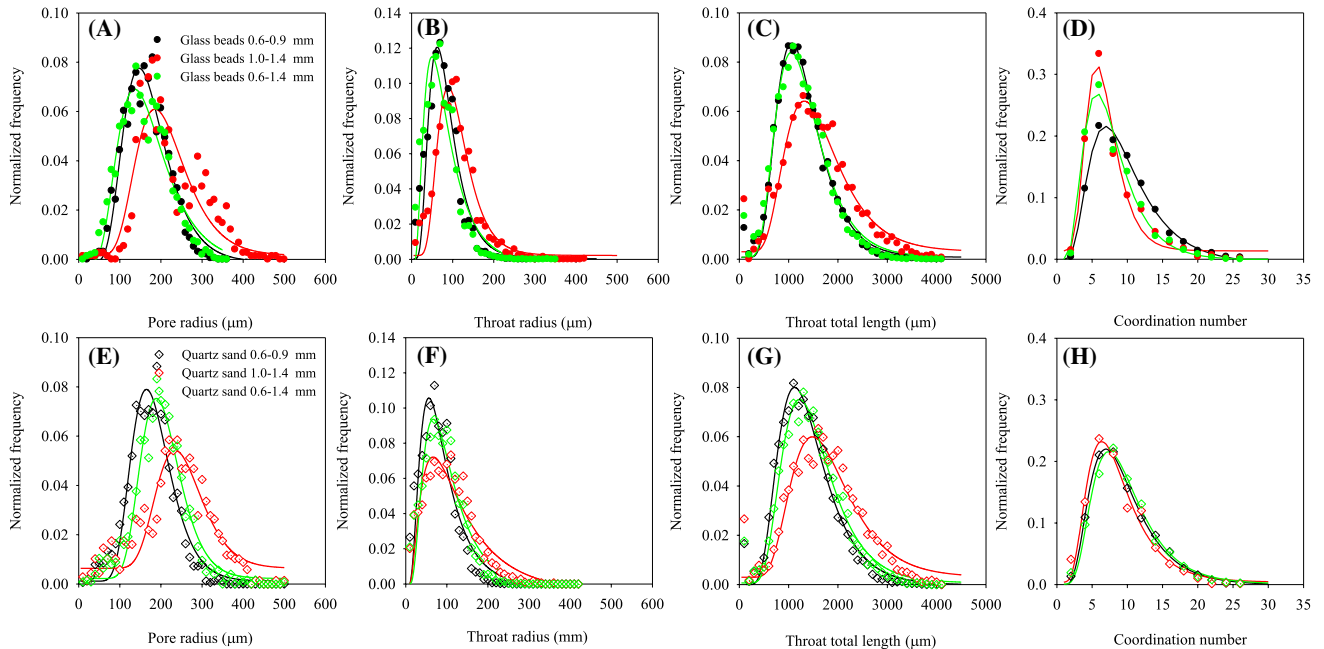 (A)
Glass beads 0.6-0.9 mm
Glass beads 1.0-1.4 mm
Glass beads 0.6-1.4 mm
Normalized frequency
0.10
0.08
0.06
0.04
0.02
0.00
0 100 200 300 400 500 600
Pore radius (μm)
(B)
Normalized frequency
0.14
0.12
0.10
0.08
0.06
0.04
0.02
0.00
0 100 200 300 400 500 600
Throat radius (μm)
(C)
Normalized frequency
0.10
0.08
0.06
0.04
0.02
0.00
0 1000 2000 3000 4000 5000
Throat total length (μm)
(D)
Normalized frequency
0.4
0.3
0.2
0.1
0.0
0 5 10 15 20 25 30 35
Coordination number
(E)
Quartz sand 0.6-0.9 mm
Quartz sand 1.0-1.4 mm
Quartz sand 0.6-1.4 mm
Normalized frequency
0.10
0.08
0.06
0.04
0.02
0.00
0 100 200 300 400 500 600
Pore radius (μm)
(F)
Normalized frequency
0.14
0.12
0.10
0.08
0.06
0.04
0.02
0.00
0 100 200 300 400 500 600
Throat radius (mm)
(G)
Normalized frequency
0.10
0.08
0.06
0.04
0.02
0.00
0 1000 2000 3000 4000 5000
Throat total length (μm)
(H)
Normalized frequency
0.4
0.3
0.2
0.1
0.0
0 5 10 15 20 25 30 35
Coordination number